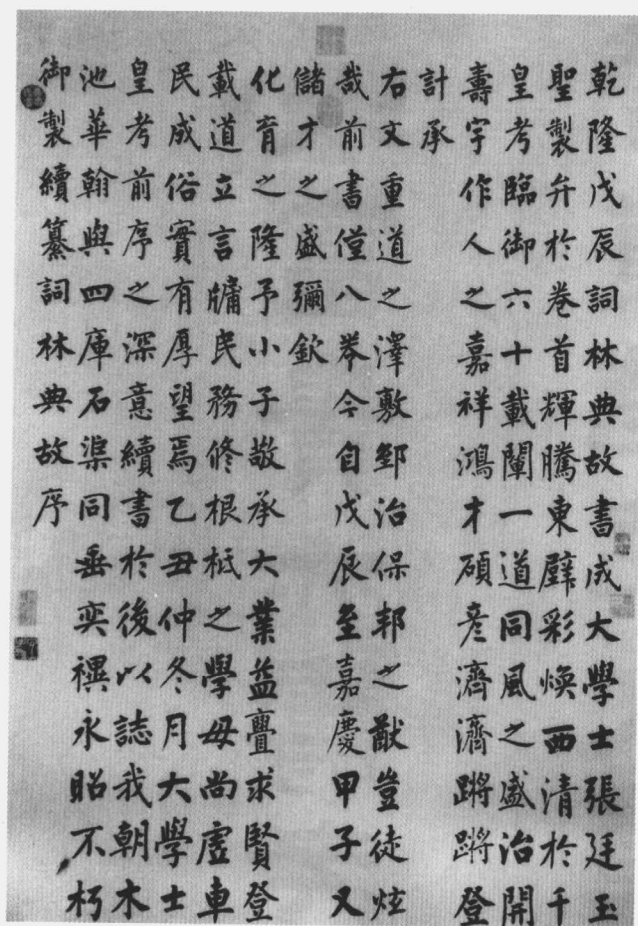 乾隆戊辰詞林典故書成大學士張廷玉
聖製弁於卷首輝騰東壁彩煥西清於千
皇考臨御六十載闡一道同風之盛治開
壽宇作人之嘉祥鴻才碩彥濟濟蹡蹡登
計承
右文重道之澤敷郅治保邦之猷豈徒炫
哉前書僅八卷今自戊辰至嘉慶甲子又
儲才之盛彌欽
化育之隆予小子敬承大業益亹求賢登
載道立言牖民務修根柢之學毋尚虛車
民成俗實有厚望焉乙丑仲冬月大學士
皇考前序之深意續書於後以誌我朝木
池華翰與四庫石渠同垂奕禩永昭不朽
御製續纂詞林典故序